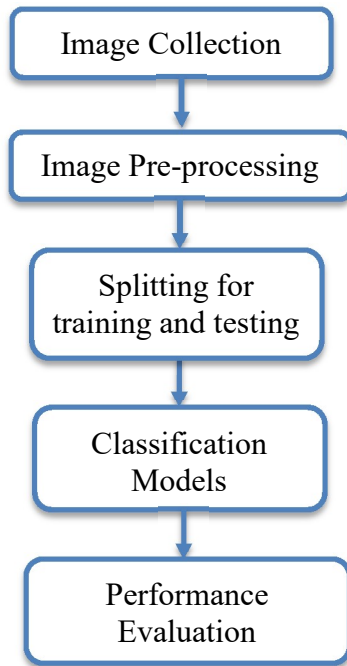 Image Collection
Image Pre-processing
Splitting for
training and testing
Classification
Models
Performance
Evaluation